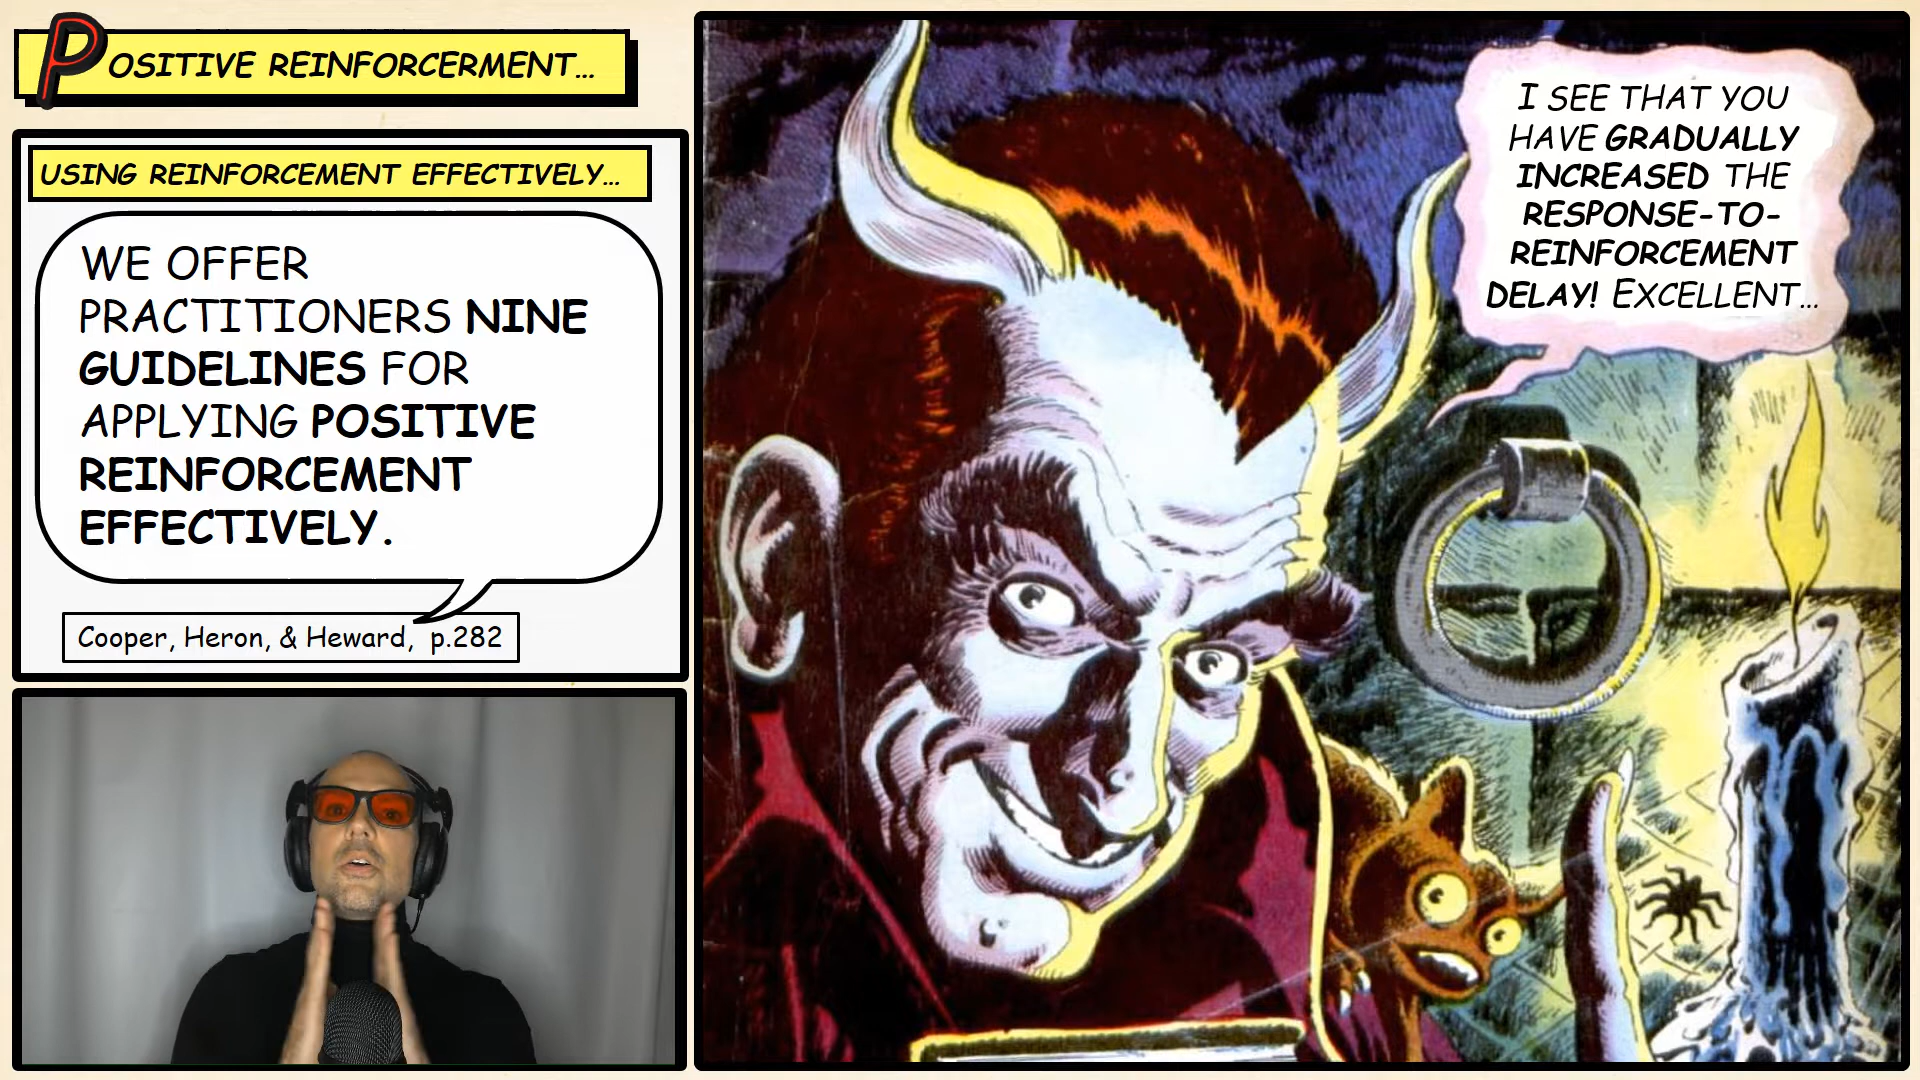 POSITIVE REINFORCERMENT...
USING REINFORCEMENT EFFECTIVELY...
WE OFFER
PRACTITIONERS NINE
GUIDELINES FOR
APPLYING POSITIVE
REINFORCEMENT
EFFECTIVELY.
Cooper, Heron, & Heward, p.282
I SEE THAT YOU
HAVE GRADUALLY
INCREASED THE
RESPONSE-TO-
REINFORCEMENT
DELAY! EXCELLENT...